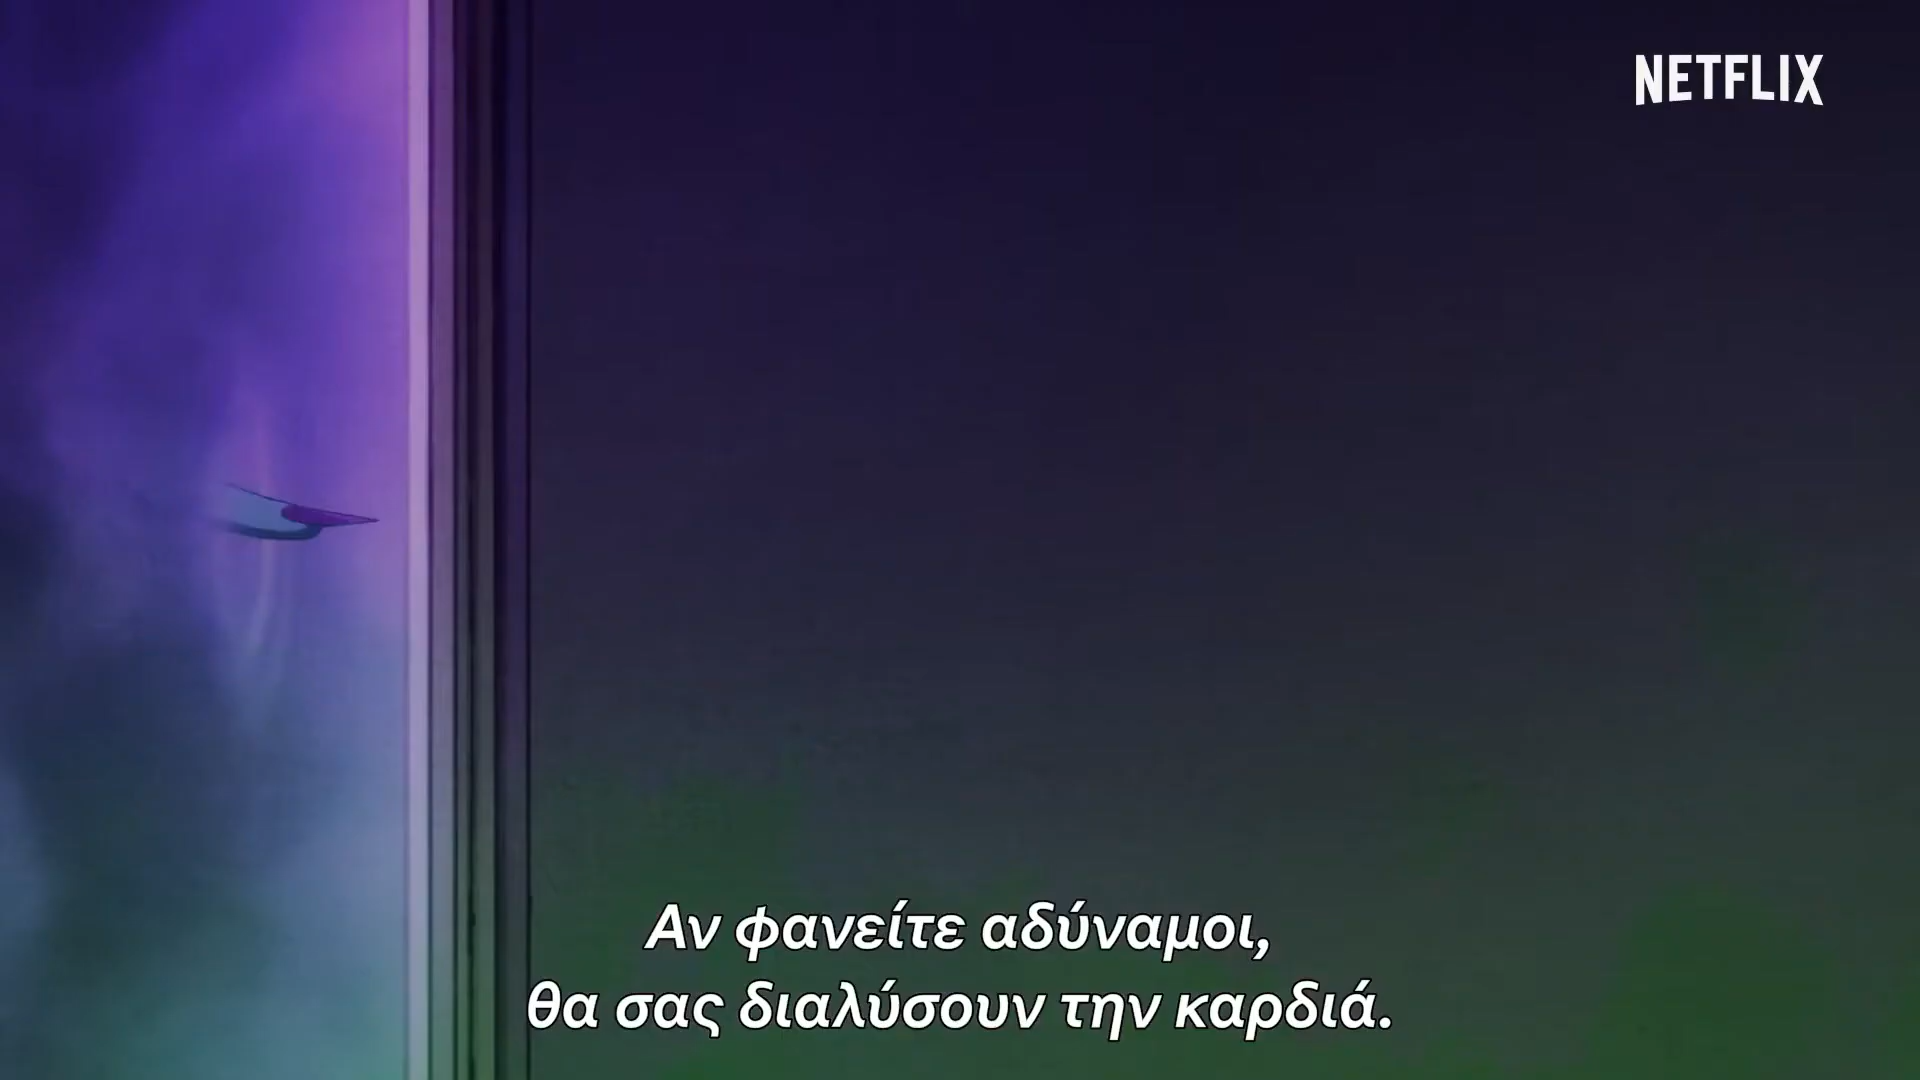 NETFLIX
Αν φανείτε αδύναμοι,
θα σας διαλύσουν την καρδιά.